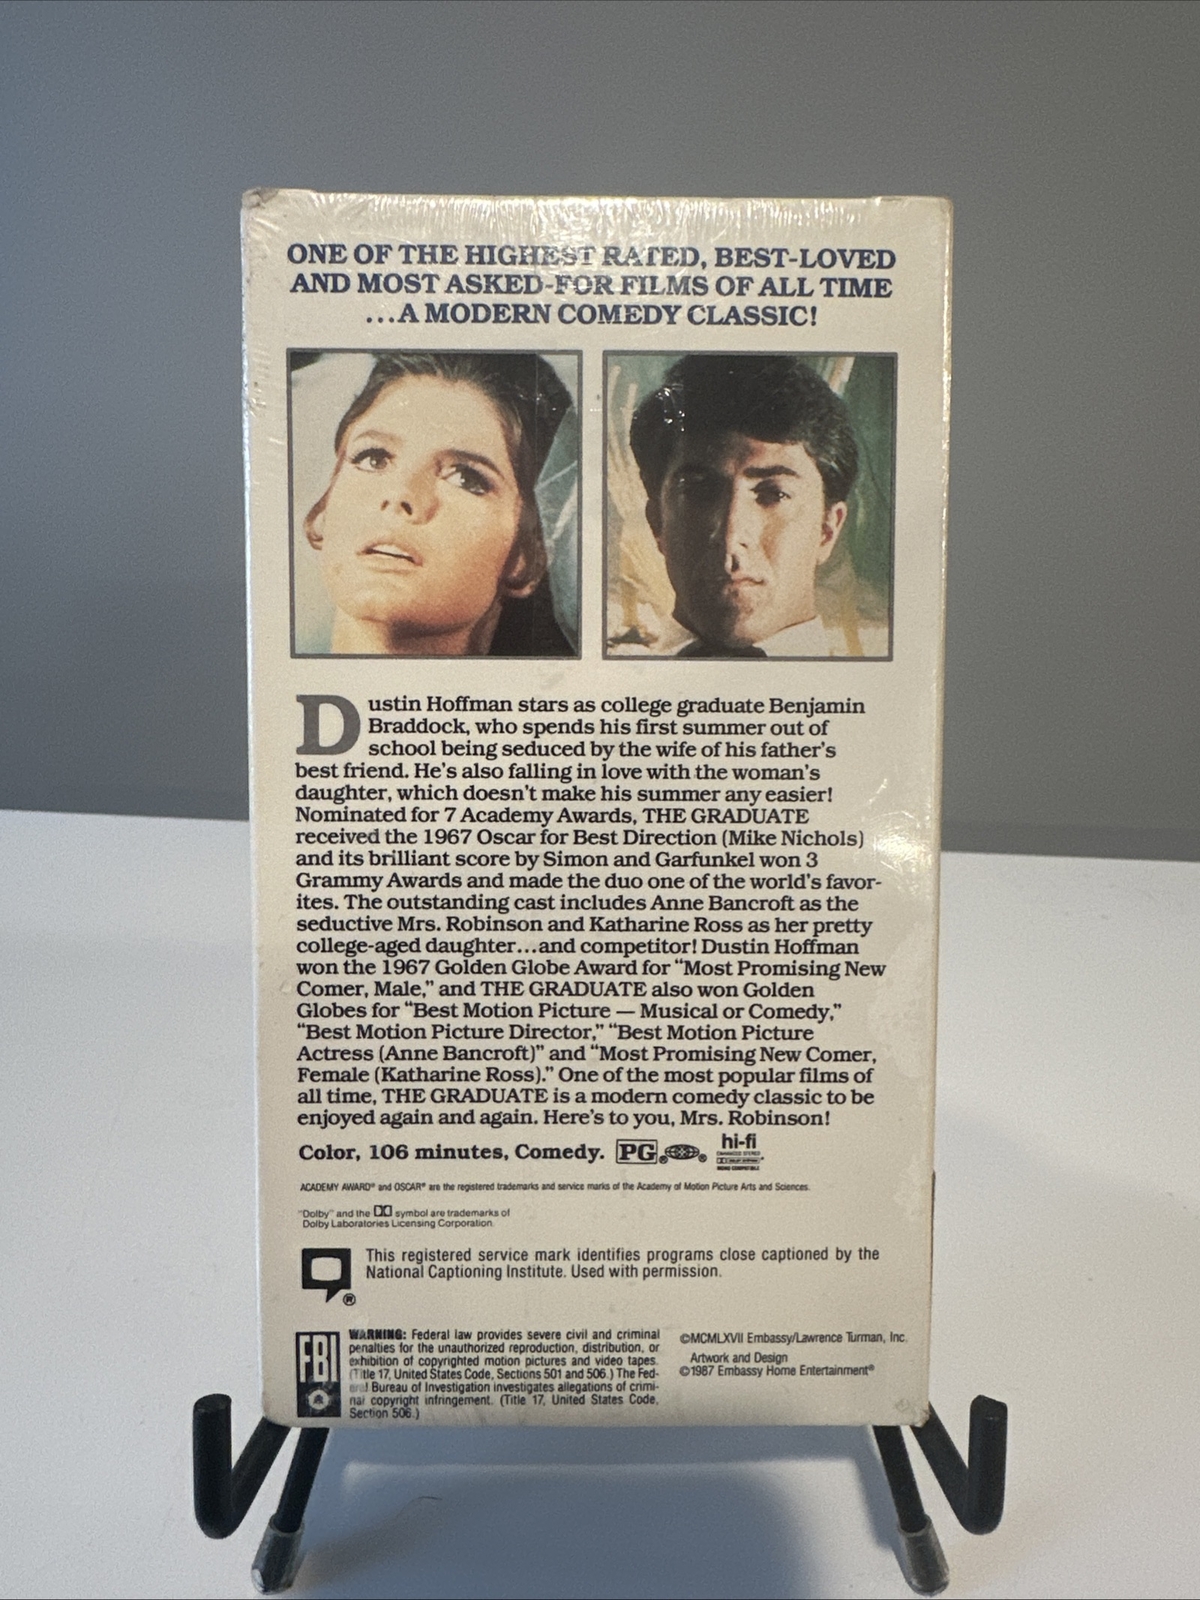 ONE OF THE HIGHEST RATED, BEST-LOVED
AND MOST ASKED-FOR FILMS OF ALL TIME
...A MODERN COMEDY CLASSIC!
Dustin Hoffman stars as college graduate Benjamin
Braddock, who spends his first summer out of
school being seduced by the wife of his father's
best friend. He's also falling in love with the woman's
daughter, which doesn't make his summer any easier!
Nominated for 7 Academy Awards, THE GRADUATE
received the 1967 Oscar for Best Direction (Mike Nichols)
and its brilliant score by Simon and Garfunkel won 3
Grammy Awards and made the duo one of the world's favor-
ites. The outstanding cast includes Anne Bancroft as the
seductive Mrs. Robinson and Katharine Ross as her pretty
college-aged daughter...and competitor! Dustin Hoffman
won the 1967 Golden Globe Award for "Most Promising New
Comer, Male," and THE GRADUATE also won Golden
Globes for "Best Motion Picture — Musical or Comedy,"
"Best Motion Picture Director," "Best Motion Picture
Actress (Anne Bancroft)" and "Most Promising New Comer,
Female (Katharine Ross)." One of the most popular films of
all time, THE GRADUATE is a modern comedy classic to be
enjoyed again and again. Here's to you, Mrs. Robinson!
Color, 106 minutes, Comedy. PG ® ® hi-fi
ACADEMY AWARD® and OSCAR® are the registered trademarks and service marks of the Academy of Motion Picture Arts and Sciences.
"Dolby" and the symbol are trademarks of
Dolby Laboratories Licensing Corporation.
This registered service mark identifies programs close captioned by the
National Captioning Institute. Used with permission.
®
FBI
WARNING: Federal law provides severe civil and criminal
penalties for the unauthorized reproduction, distribution, or
exhibition of copyrighted motion pictures and video tapes.
(Title 17, United States Code, Sections 501 and 506.) The Fed-
eral Bureau of Investigation investigates allegations of crimi-
nal copyright infringement. (Title 17, United States Code,
Section 506.)
©MCMLXVII Embassy/Lawrence Turman, Inc.
Artwork and Design
©1987 Embassy Home Entertainment®